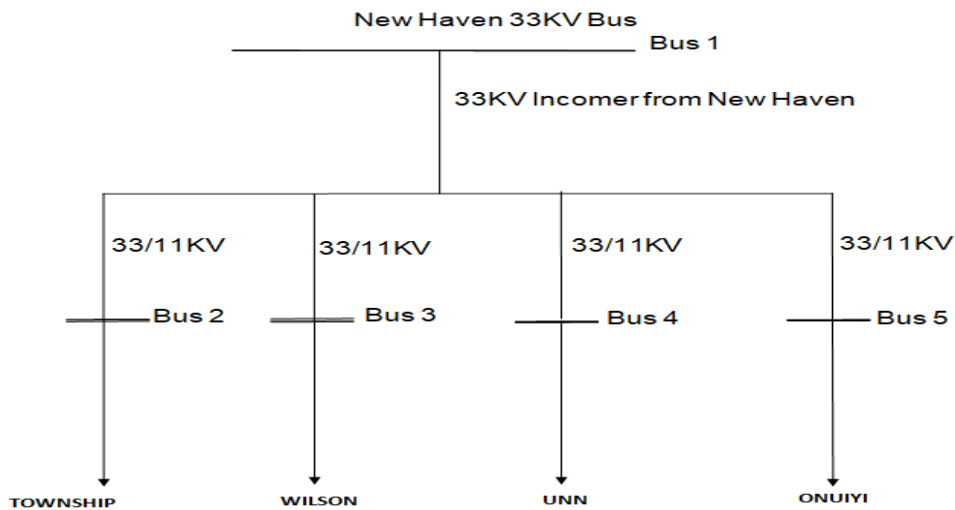 New Haven 33KV Bus
Bus 1
33KV Incomer from New Haven
33/11KV
33/11KV
33/11KV
33/11KV
Bus 2
Bus 3
Bus 4
Bus 5
TOWNSHIP
WILSON
UNN
ONUIYI